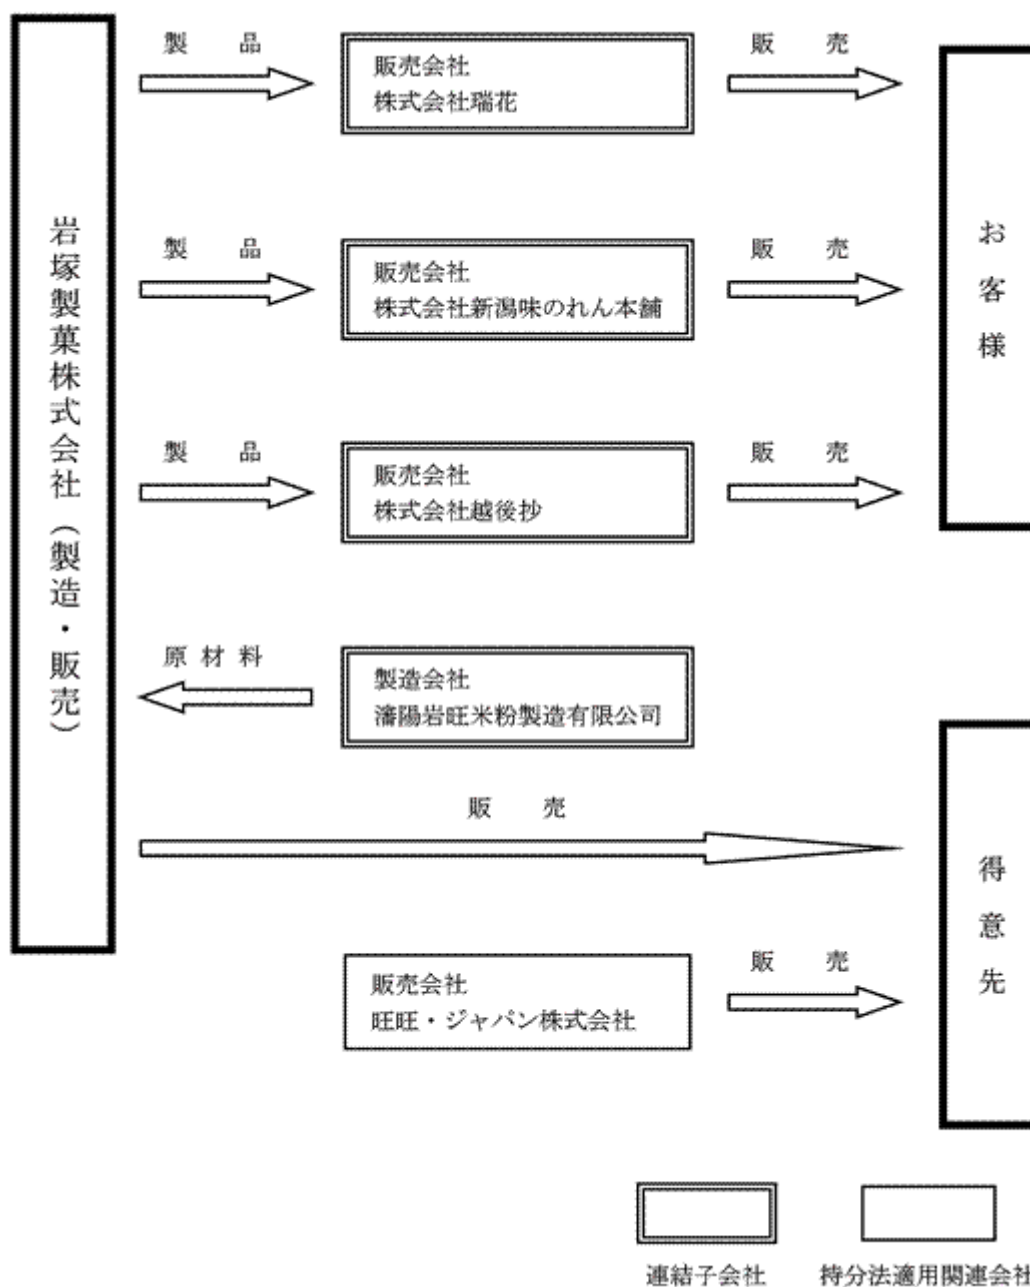 岩塚製菓株式会社（製造・販売）
製品
販売会社
株式会社瑞花
販売
製品
販売会社
株式会社新潟味のれん本舗
販売
製品
販売会社
株式会社越後抄
販売
お客様
原材料
製造会社
瀋陽岩旺米粉製造有限公司
販売
販売会社
旺旺・ジャパン株式会社
販売
得意先
連結子会社
持分法適用関連会社